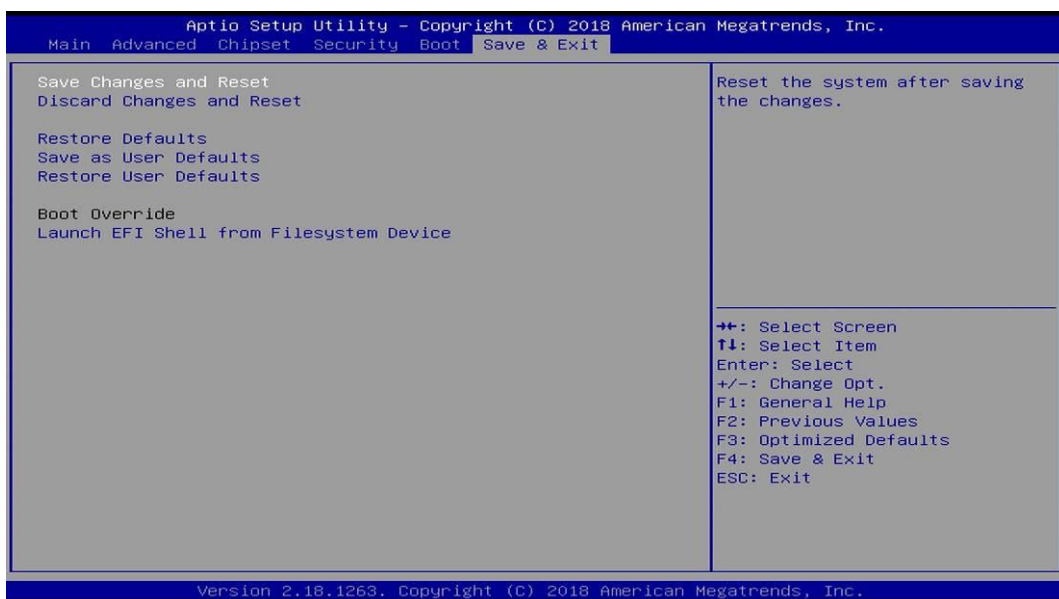 Aptio Setup Utility – Copyright (C) 2018 American Megatrends, Inc.
Main Advanced Chipset Security Boot Save & Exit
Save Changes and Reset
Discard Changes and Reset
Restore Defaults
Save as User Defaults
Restore User Defaults
Boot Override
Launch EFI Shell from Filesystem Device
Reset the system after saving
the changes.
→←: Select Screen
↑↓: Select Item
Enter: Select
+/-: Change Opt.
F1: General Help
F2: Previous Values
F3: Optimized Defaults
F4: Save & Exit
ESC: Exit
Version 2.18.1263. Copyright (C) 2018 American Megatrends, Inc.